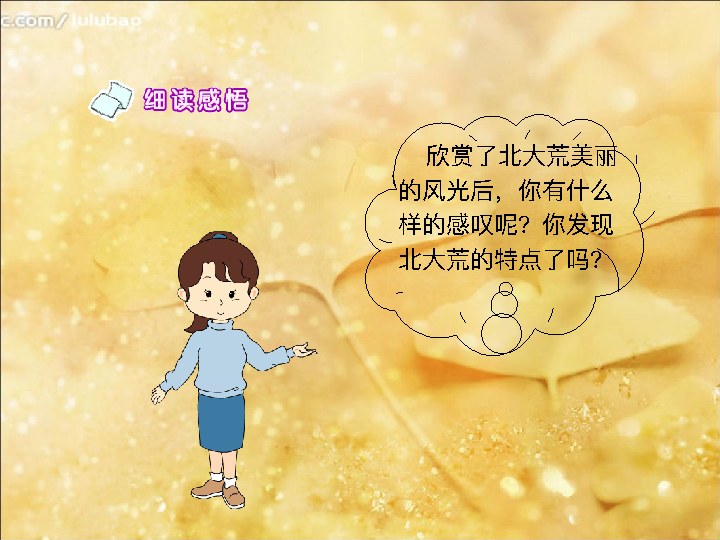 c.com/lulubao
细读感悟
欣赏了北大荒美丽
的风光后，你有什么
样的感叹呢？你发现
北大荒的特点了吗？